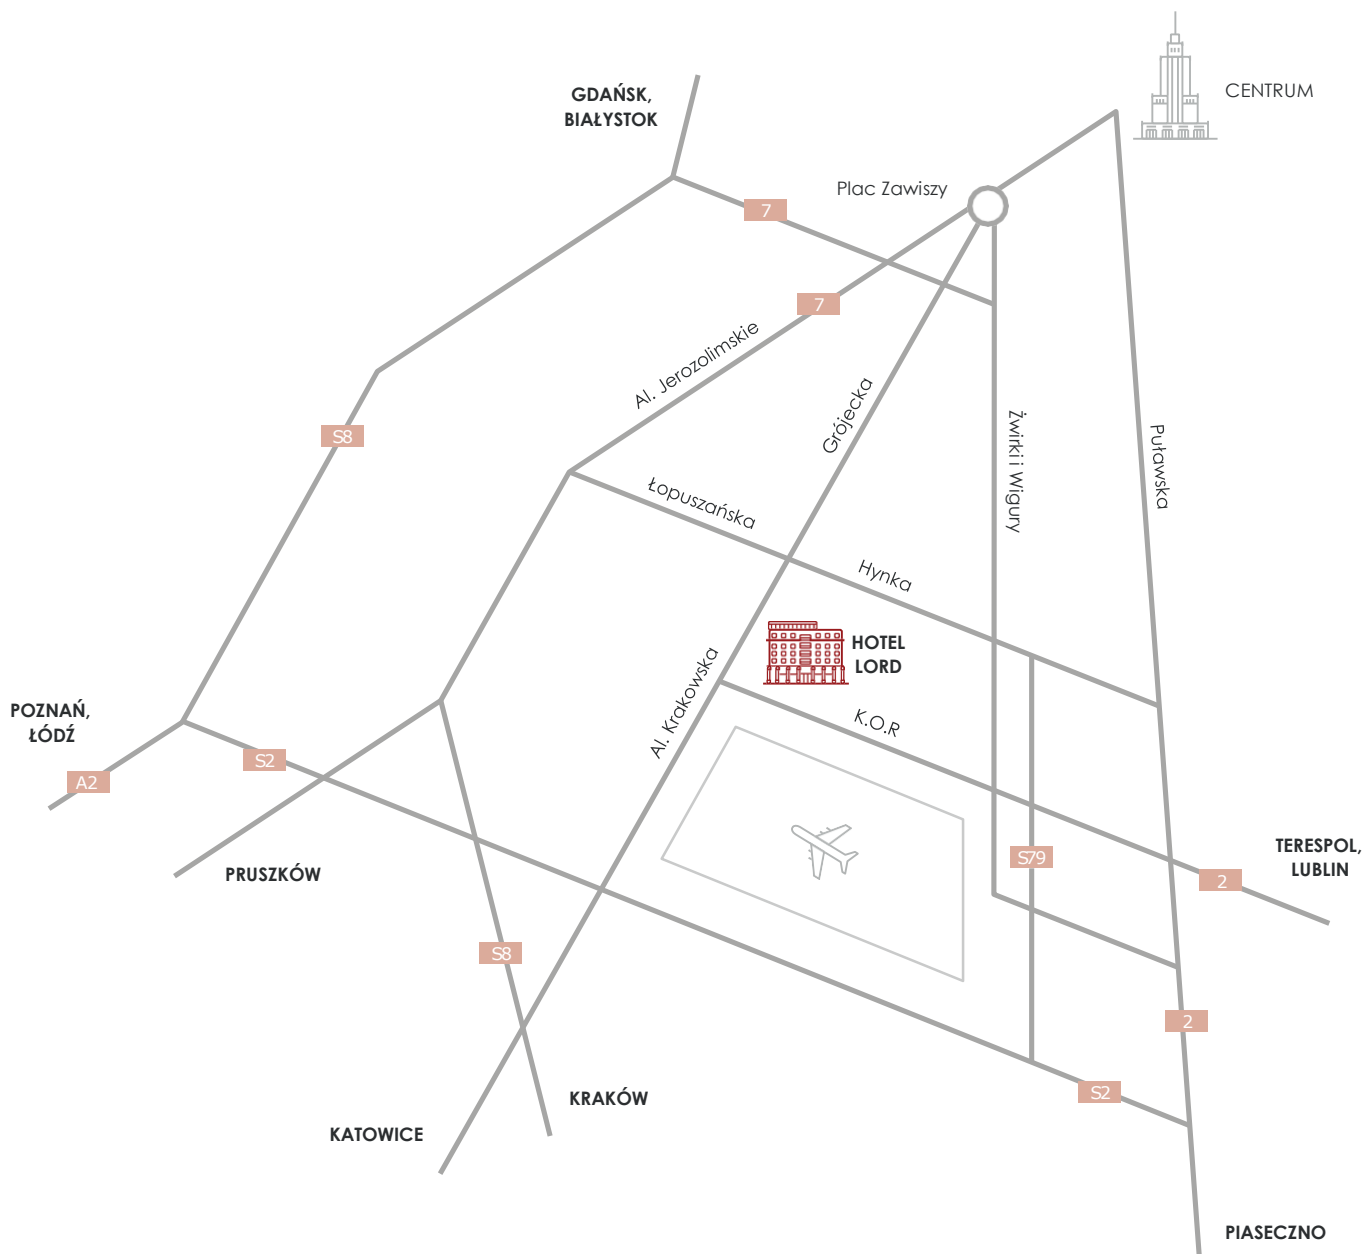 CENTRUM
GDAŃSK,
BIAŁYSTOK
Plac Zawiszy
7
7
Al. Jerozolimskie
Grójecka
Żwirki i Wigury
Puławska
S8
Łopuszańska
Hynka
HOTEL
LORD
Al. Krakowska
K.O.R
POZNAŃ,
ŁÓDŹ
S2
A2
PRUSZKÓW
S79
TERESPOL,
LUBLIN
2
S8
2
S2
KRAKÓW
KATOWICE
PIASECZNO